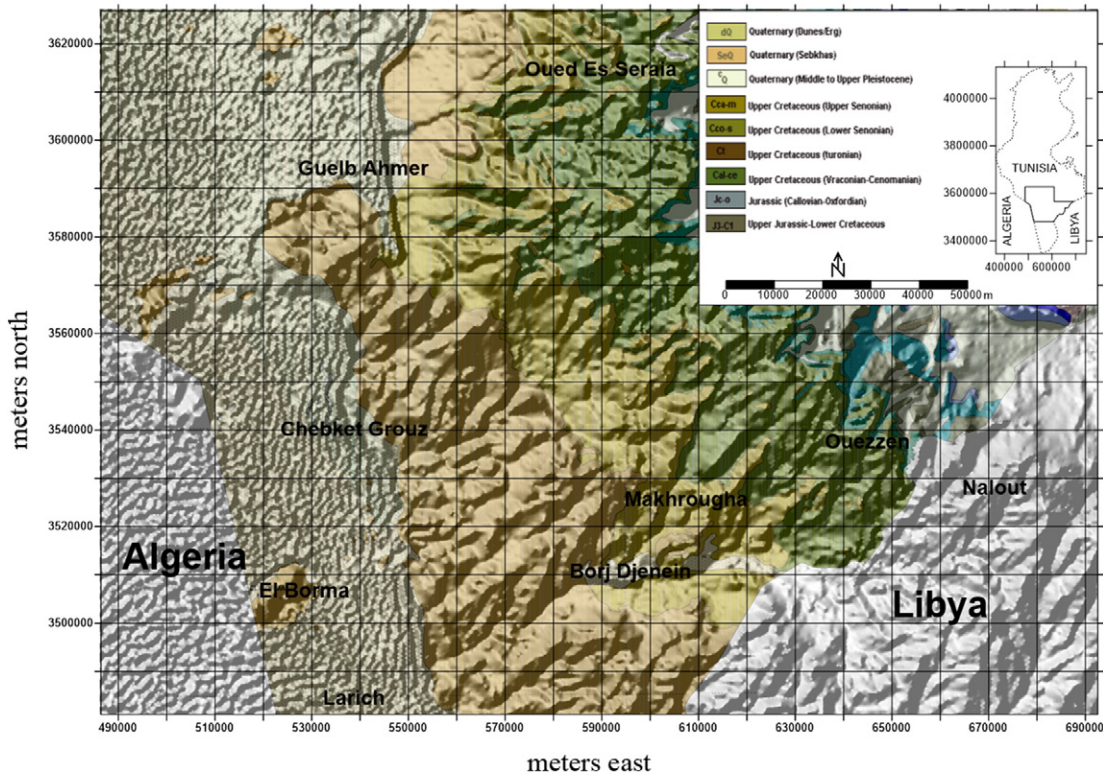 3620000
3600000
3580000
3560000
3540000
3520000
3500000
meters north
Oued Es Seraia
Guelb Ahmer
Chebket Grouz
Ouezzen
Nalout
Makhrougha
Algeria
Borj Djenein
El Borma
Libya
Larich
dQ Quaternary (Dunes/Erg)
SeQ Quaternary (Sebkhas)
cQ Quaternary (Middle to Upper Pleistocene)
Cca-m Upper Cretaceous (Upper Senonian)
Cco-s Upper Cretaceous (Lower Senonian)
Ct Upper Cretaceous (turonian)
Cal-ce Upper Cretaceous (Vraconian-Cenomanian)
Jc-o Jurassic (Callovian-Oxfordian)
J3-C1 Upper Jurassic-Lower Cretaceous
N
0 10000 20000 30000 40000 50000 m
4000000
3800000
3600000
3400000
TUNISIA
ALGERIA
LIBYA
400000 600000
490000 510000 530000 550000 570000 590000 610000 630000 650000 670000 690000
meters east